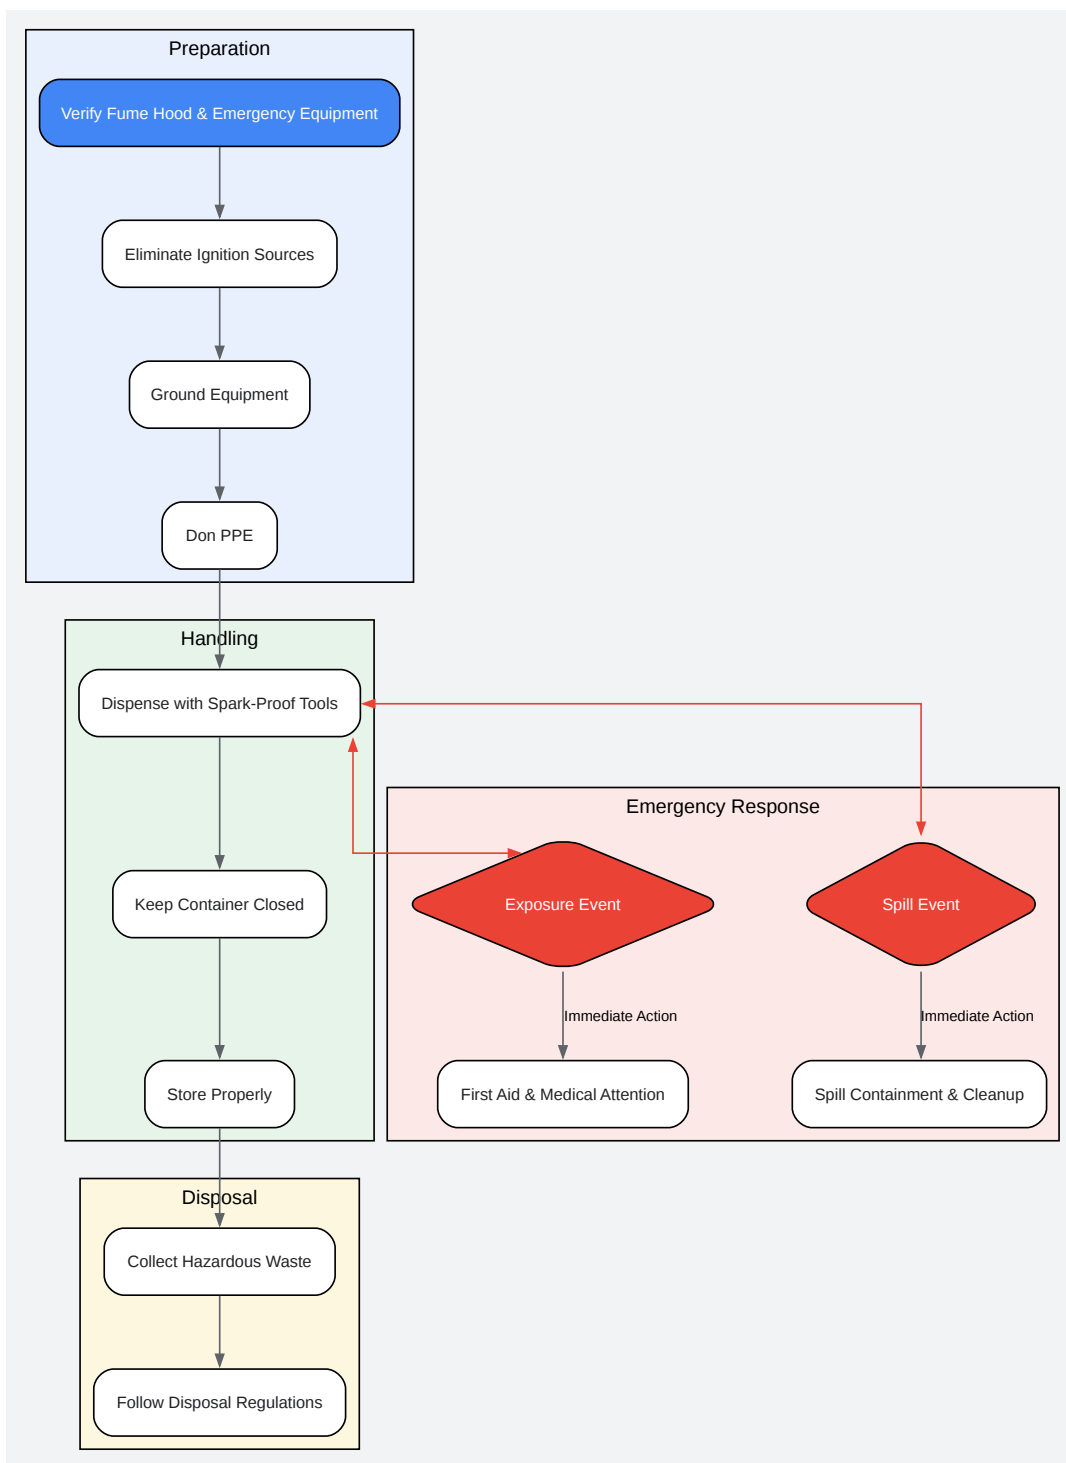 Preparation
Verify Fume Hood & Emergency Equipment
Eliminate Ignition Sources
Ground Equipment
Don PPE
Handling
Dispense with Spark-Proof Tools
Keep Container Closed
Store Properly
Emergency Response
Exposure Event
Spill Event
Immediate Action
Immediate Action
First Aid & Medical Attention
Spill Containment & Cleanup
Disposal
Collect Hazardous Waste
Follow Disposal Regulations